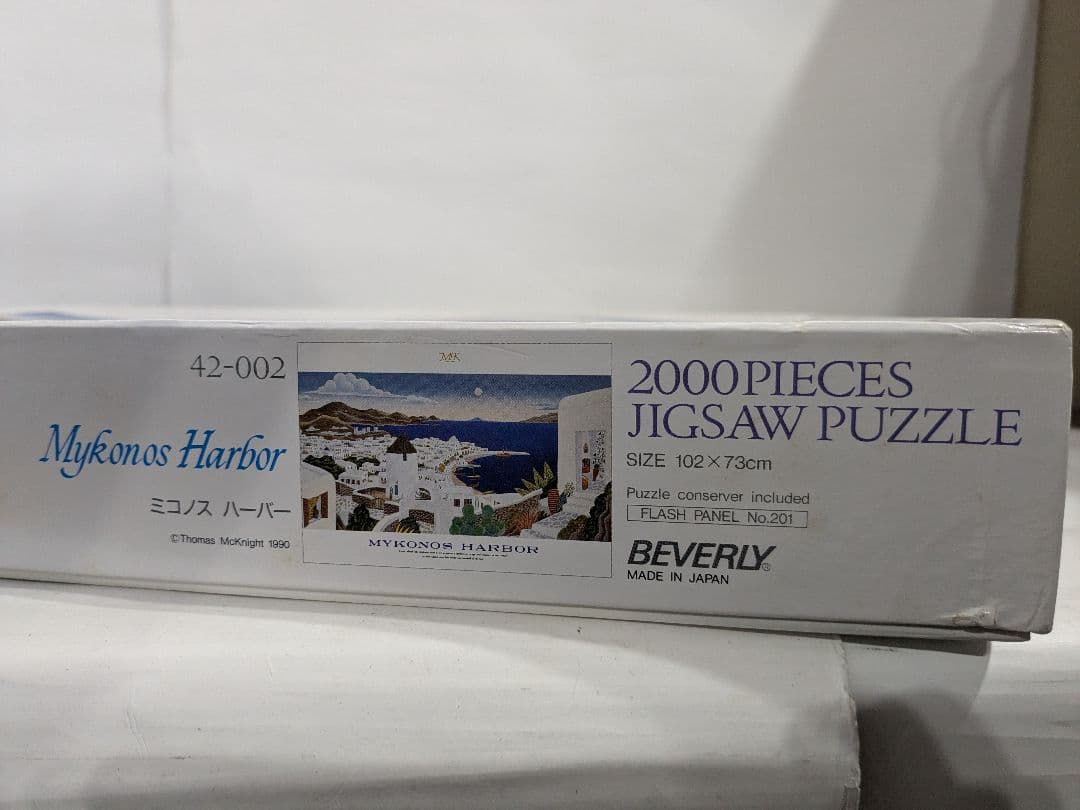 42-002
Mykonos Harbor
ミコノス ハーバー
©Thomas McKnight 1990
MK
MYKONOS HARBOR
2000PIECES
JIGSAW PUZZLE
SIZE 102×73cm
Puzzle conserver included
FLASH PANEL No.201
BEVERLY®
MADE IN JAPAN